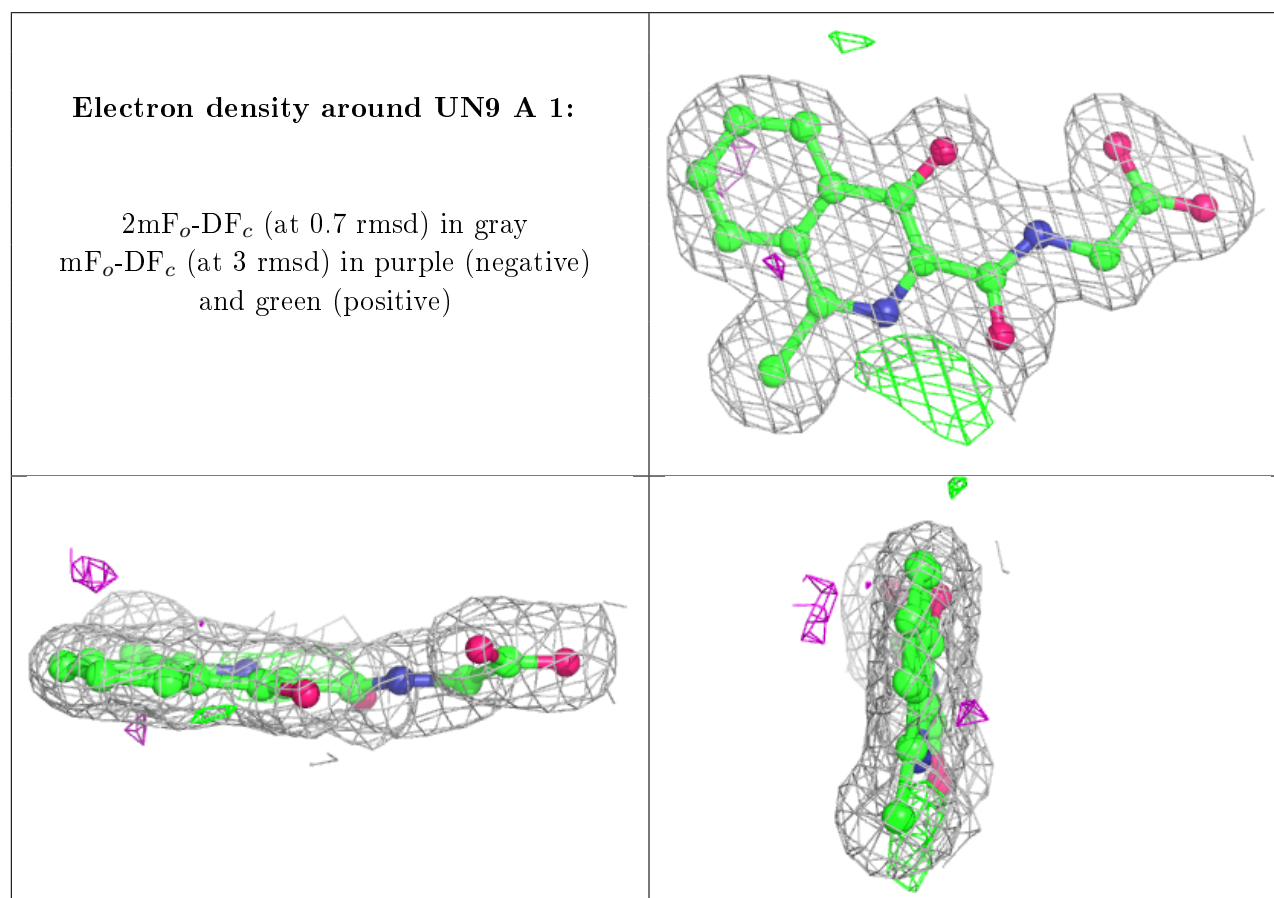 Electron density around UN9 A 1:
2mFo-DFc (at 0.7 rmsd) in gray
mFo-DFc (at 3 rmsd) in purple (negative)
and green (positive)